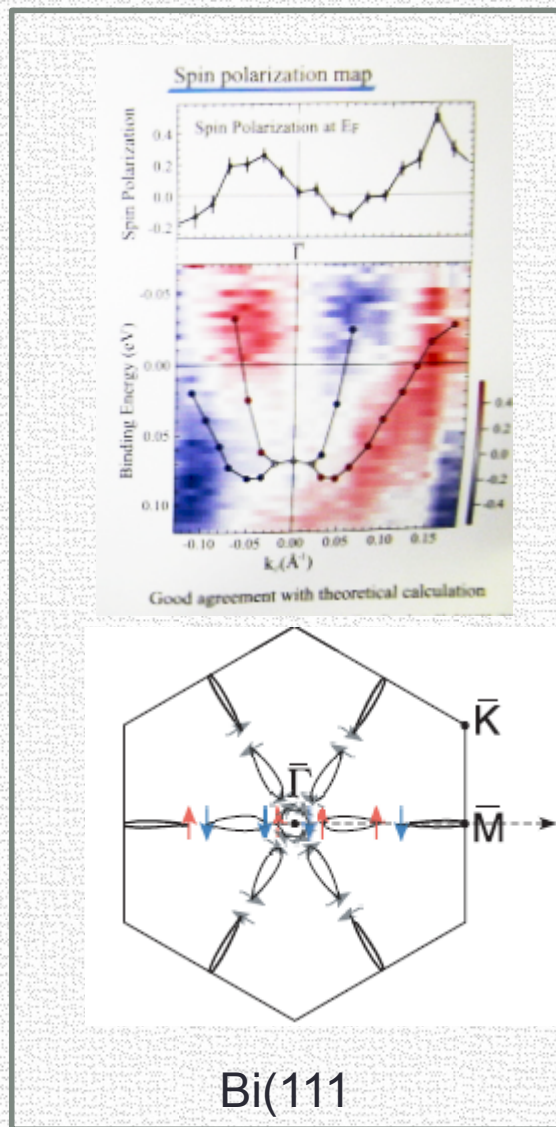 Spin polarization map
Spin Polarization at EF
Spin Polarization
0.4
0.2
0.0
-0.2
Γ̄
Binding Energy (eV)
-0.05
0.00
0.05
0.10
0.4
0.2
-0.0
-0.2
-0.4
-0.10 -0.05 0.00 0.05 0.10 0.15
Good agreement with theoretical calculation
K̄
Γ̄
M̄
Bi(111